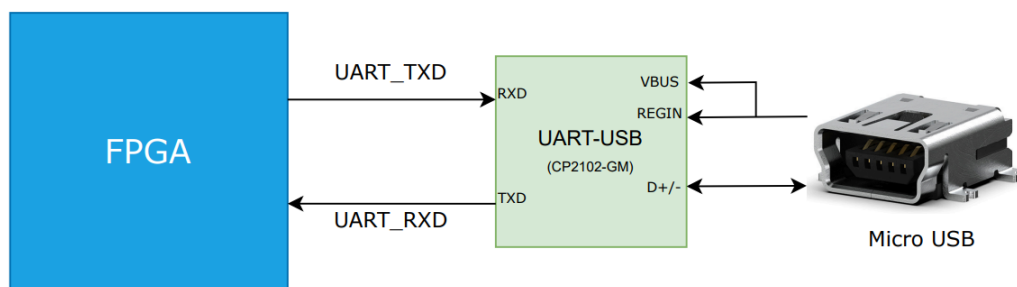 FPGA
UART_TXD
UART_RXD
RXD
TXD
UART-USB
(CP2102-GM)
VBUS
REGIN
D+/-
Micro USB